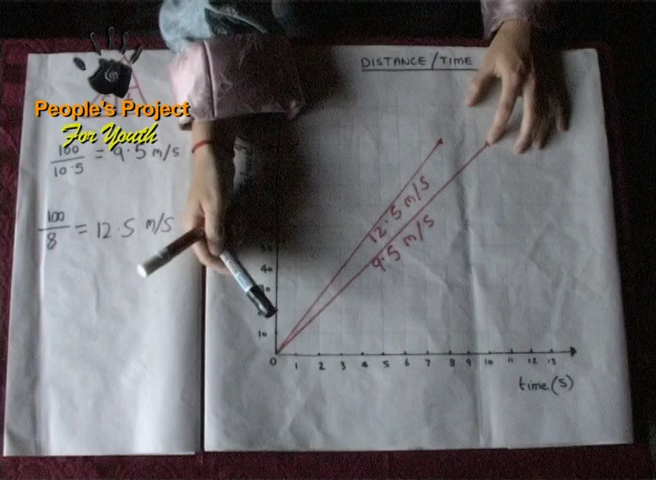 DISTANCE/TIME
A
People's Project
For Youth
100/10.5 = 9.5 m/s
100/8 = 12.5 m/s
12.5 m/s
9.5 m/s
40
10
0 1 2 3 4 5 6 7 8 9 10 11 12 13
time(s)